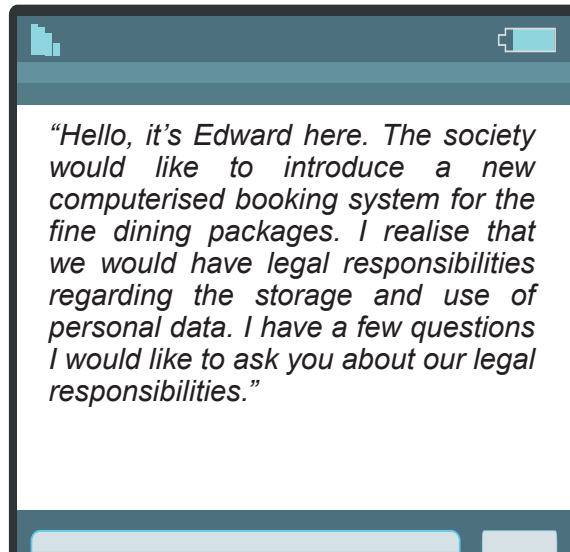 “Hello, it’s Edward here. The society
would like to introduce a new
computerised booking system for the
fine dining packages. I realise that
we would have legal responsibilities
regarding the storage and use of
personal data. I have a few questions
I would like to ask you about our legal
responsibilities.”